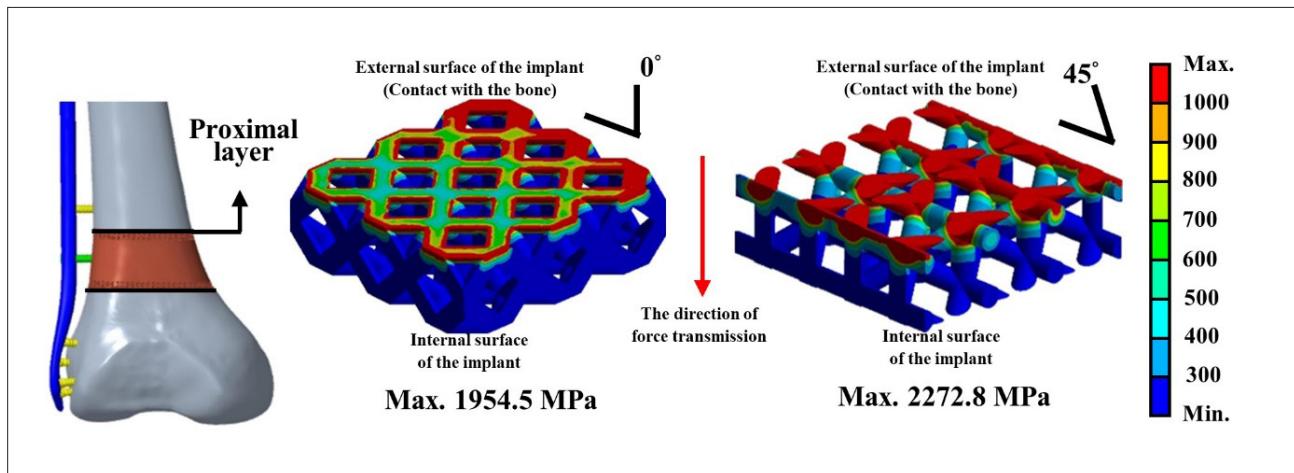 Proximal
layer
External surface of the implant
(Contact with the bone)
0°
Internal surface
of the implant
Max. 1954.5 MPa
The direction of
force transmission
External surface of the implant
(Contact with the bone)
45°
Internal surface
of the implant
Max. 2272.8 MPa
Max.
1000
900
800
700
600
500
400
300
Min.